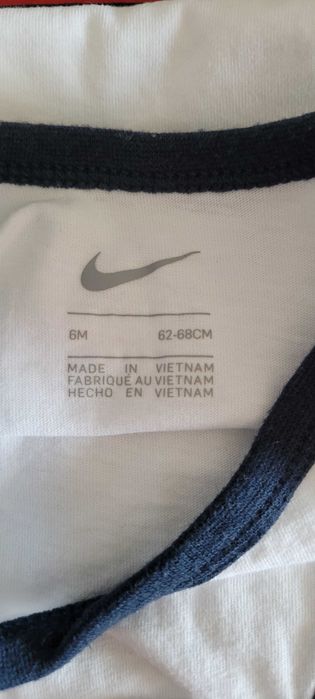 6M 62-68CM
MADE IN VIETNAM
FABRIQUÉ AU VIETNAM
HECHO EN VIETNAM